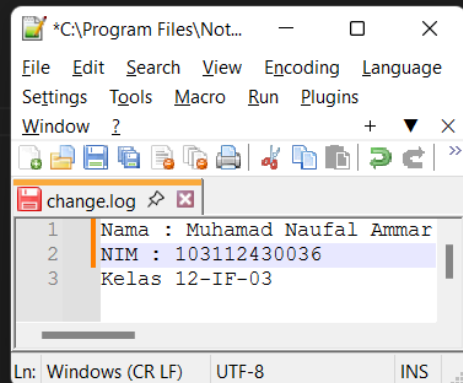 *C:\Program Files\Not...
File Edit Search View Encoding Language
Settings Tools Macro Run Plugins
Window ?
change.log
1 Nama : Muhamad Naufal Ammar
2 NIM : 103112430036
3 Kelas 12-IF-03
Ln: Windows (CR LF) UTF-8 INS